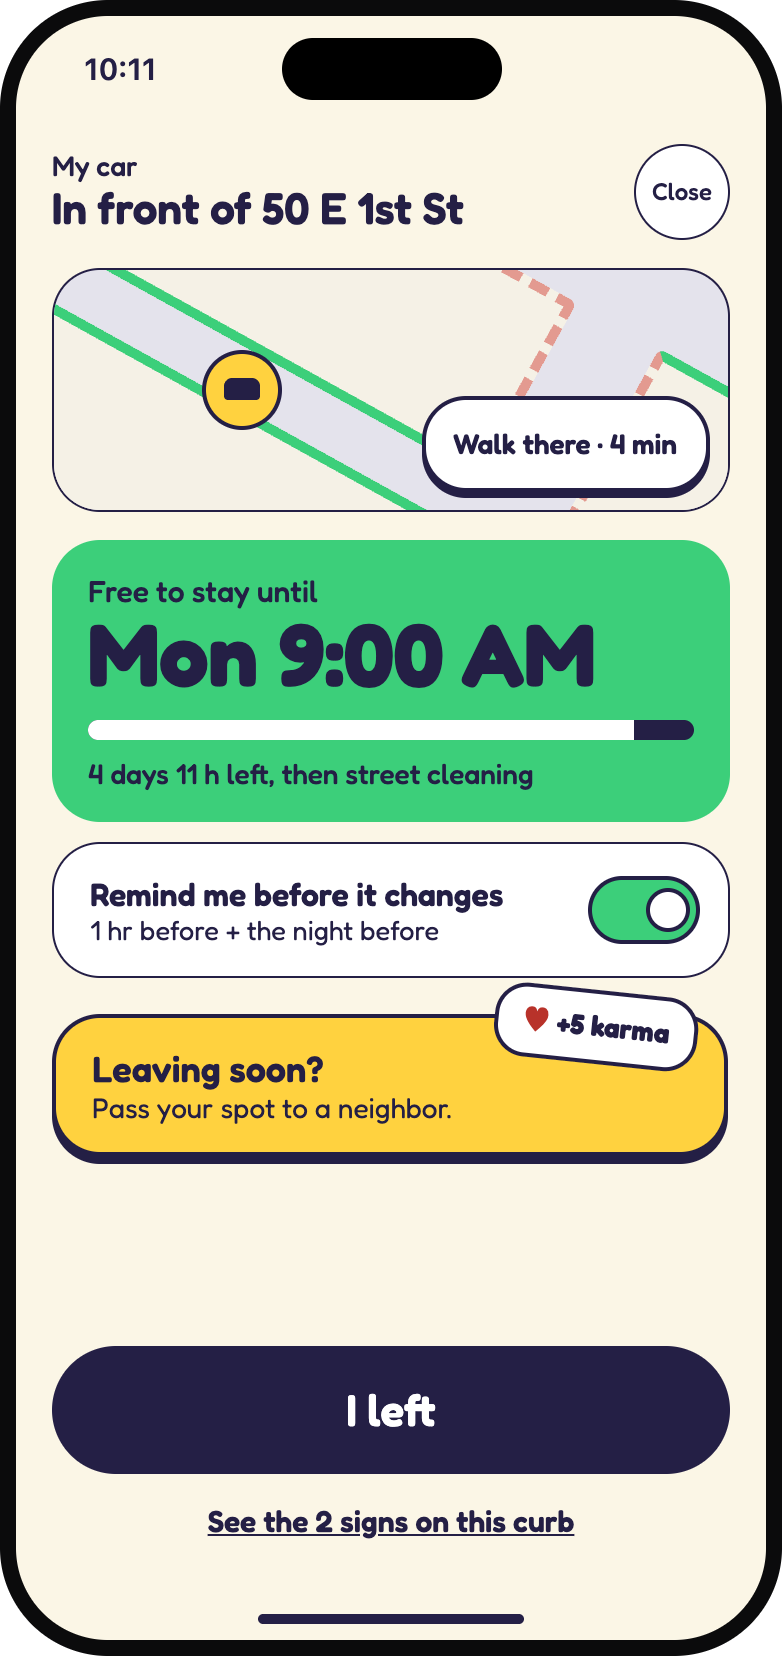 10:11
My car
In front of 50 E 1st St
Close
Walk there · 4 min
Free to stay until
Mon 9:00 AM
4 days 11 h left, then street cleaning
Remind me before it changes
1 hr before + the night before
+5 karma
Leaving soon?
Pass your spot to a neighbor.
I left
See the 2 signs on this curb